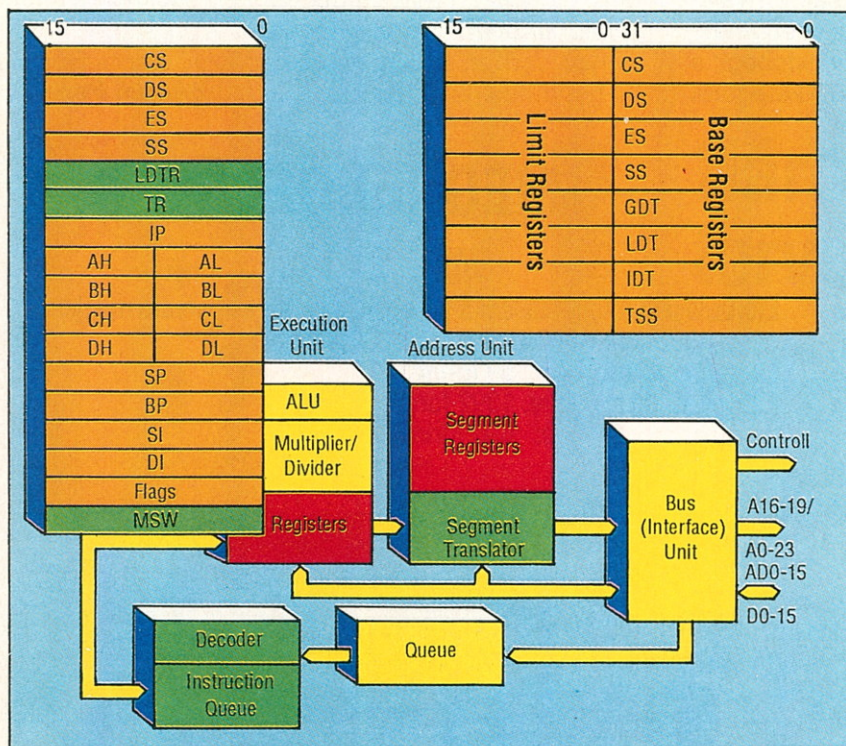 15 0
CS
DS
ES
SS
LDTR
TR
IP
AH AL
BH BL
CH CL
DH DL
SP
BP
SI
DI
Flags
MSW
15 0 31 0
CS
DS
ES
SS
GDT
LDT
IDT
TSS
Limit Registers
Base Registers
Execution
Unit
ALU
Multiplier/
Divider
Registers
Address Unit
Segment
Registers
Segment
Translator
Bus
(Interface)
Unit
Controll
A16-19/
A0-23
AD0-15
D0-15
Decoder
Instruction
Queue
Queue